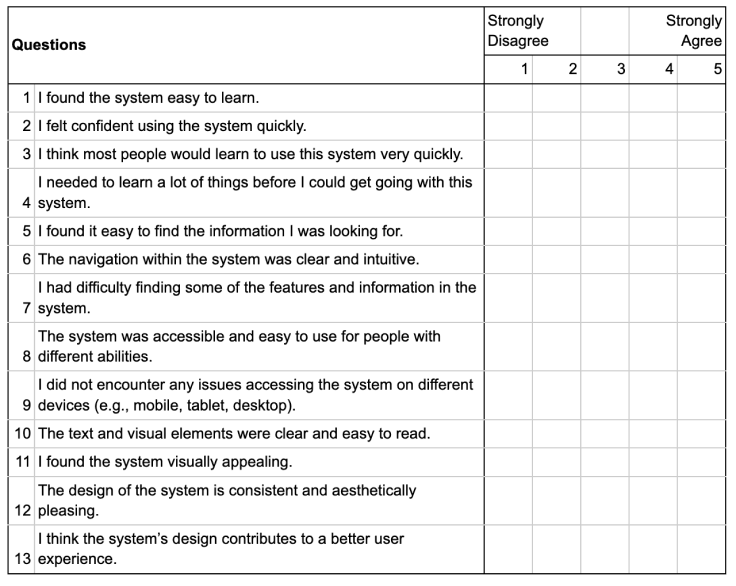 Questions
Strongly Disagree
Strongly Agree
1 2 3 4 5
1 I found the system easy to learn.
2 I felt confident using the system quickly.
3 I think most people would learn to use this system very quickly.
I needed to learn a lot of things before I could get going with this
4 system.
5 I found it easy to find the information I was looking for.
6 The navigation within the system was clear and intuitive.
I had difficulty finding some of the features and information in the
7 system.
The system was accessible and easy to use for people with
8 different abilities.
I did not encounter any issues accessing the system on different
9 devices (e.g., mobile, tablet, desktop).
10 The text and visual elements were clear and easy to read.
11 I found the system visually appealing.
The design of the system is consistent and aesthetically
12 pleasing.
I think the system’s design contributes to a better user
13 experience.